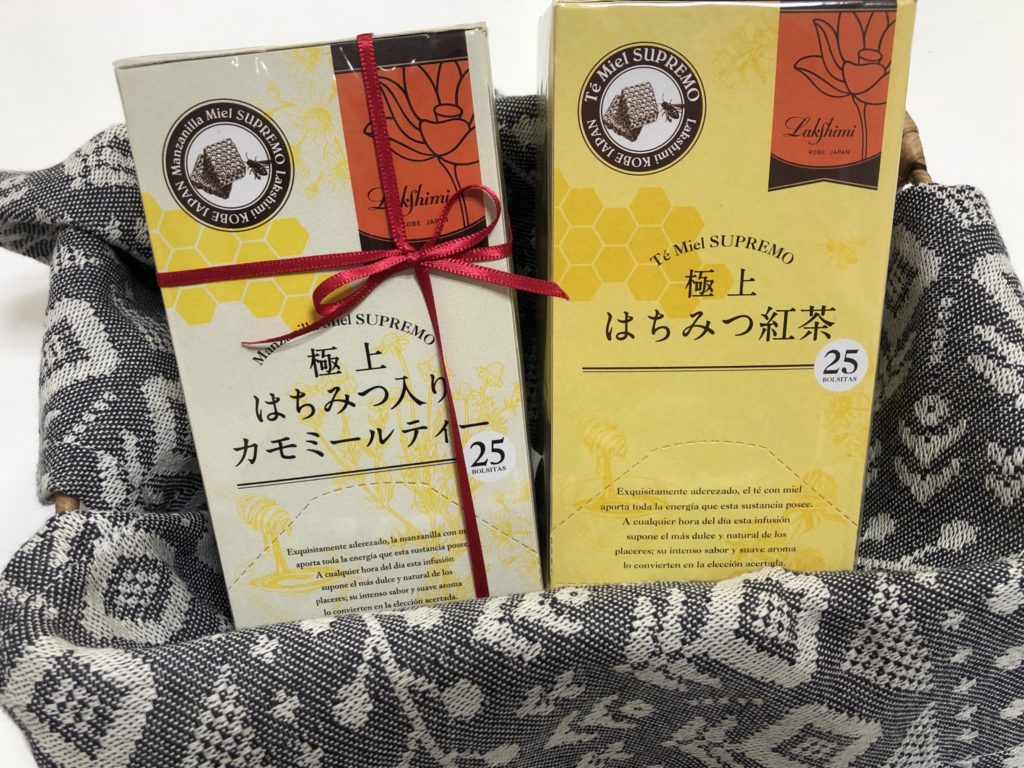 Manzanilla Miel SUPREMO
Lakshimi KOBE JAPAN
Lakshimi
KOBE JAPAN
Miel SUPREMO
極上
はちみつ入り
カモミールティー
25
BOLSITAS
Exquisitamente aderezado, la manzanilla con
aporta toda la energía que esta sustancia posee.
A cualquier hora del día esta infusión
supone el más dulce y natural de los
placeres; su intenso sabor y suave aroma
lo convierten en la elección acertada.
Té Miel SUPREMO
Lakshimi KOBE JAPAN
Lakshimi
KOBE JAPAN
Té Miel SUPREMO
極上
はちみつ紅茶
25
BOLSITAS
Exquisitamente aderezado, el té con miel
aporta toda la energía que esta sustancia posee.
A cualquier hora del día esta infusión
supone el más dulce y natural de los
placeres; su intenso sabor y suave aroma
lo convierten en la elección acertada.